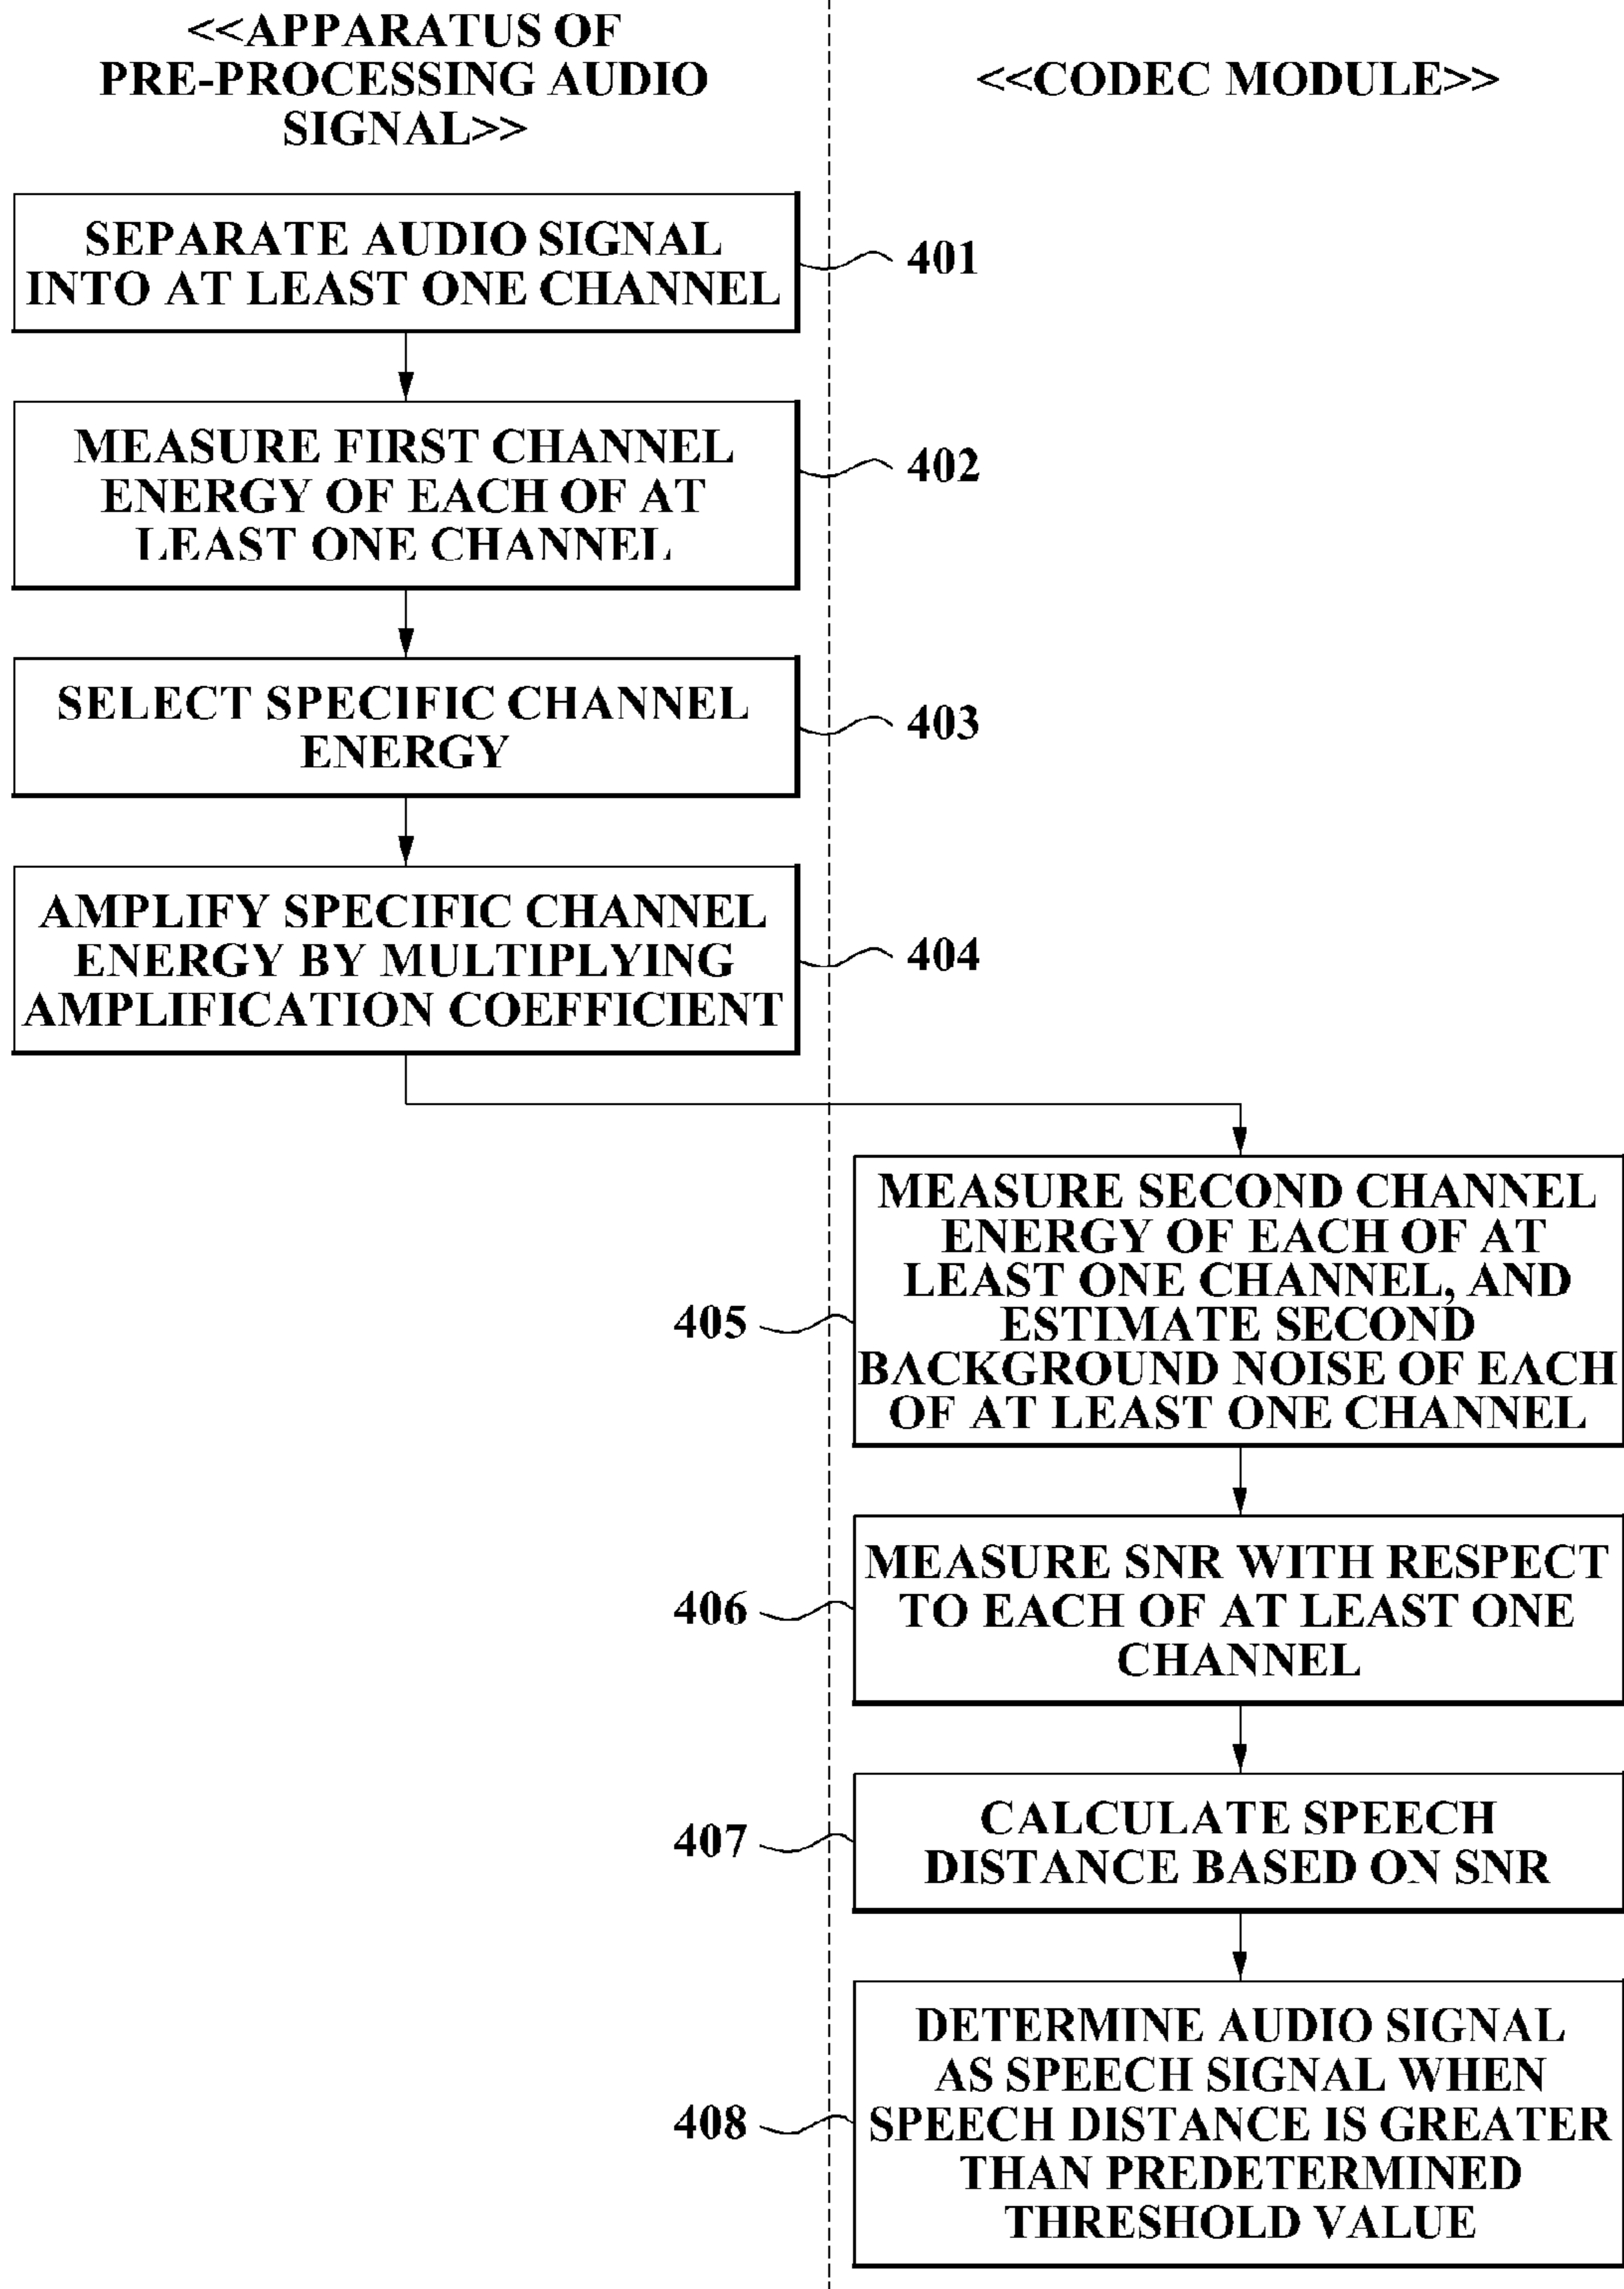 <<APPARATUS OF
PRE-PROCESSING AUDIO
SIGNAL>>
<<CODEC MODULE>>
SEPARATE AUDIO SIGNAL
INTO AT LEAST ONE CHANNEL
401
MEASURE FIRST CHANNEL
ENERGY OF EACH OF AT
LEAST ONE CHANNEL
402
SELECT SPECIFIC CHANNEL
ENERGY
403
AMPLIFY SPECIFIC CHANNEL
ENERGY BY MULTIPLYING
AMPLIFICATION COEFFICIENT
404
MEASURE SECOND CHANNEL
ENERGY OF EACH OF AT
LEAST ONE CHANNEL, AND
ESTIMATE SECOND
BACKGROUND NOISE OF EACH
OF AT LEAST ONE CHANNEL
405
MEASURE SNR WITH RESPECT
TO EACH OF AT LEAST ONE
CHANNEL
406
CALCULATE SPEECH
DISTANCE BASED ON SNR
407
DETERMINE AUDIO SIGNAL
AS SPEECH SIGNAL WHEN
SPEECH DISTANCE IS GREATER
THAN PREDETERMINED
THRESHOLD VALUE
408